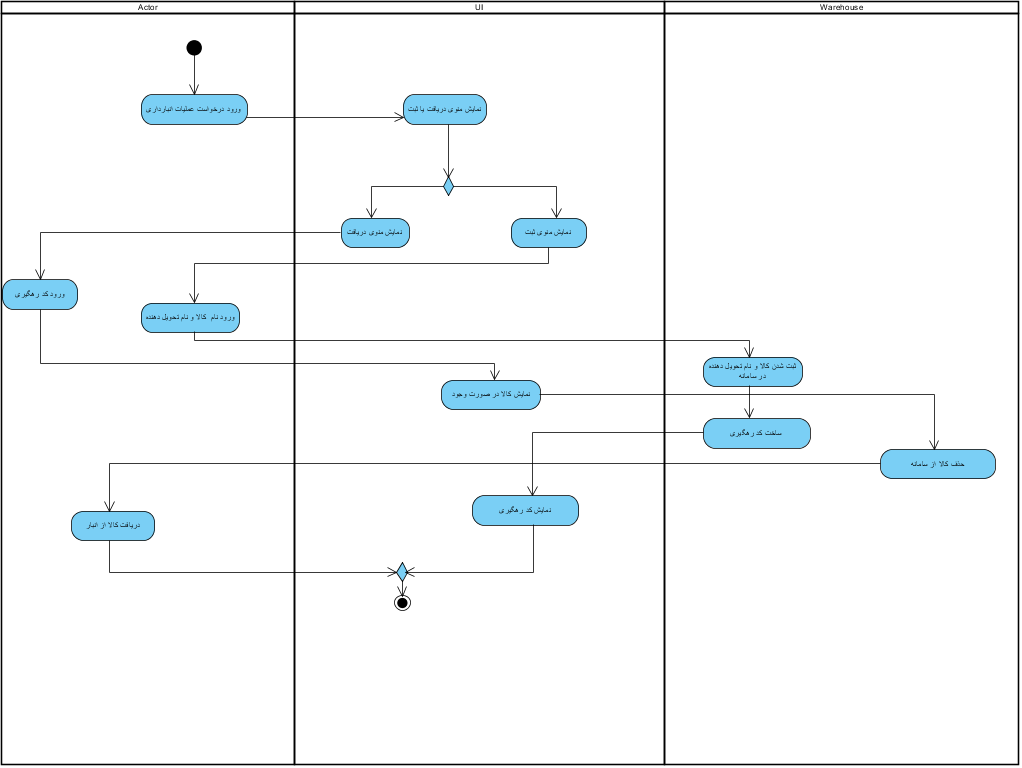 Actor
UI
Warehouse
ورود درخواست عملیات انبارداری
نمایش منوی دریافت یا ثبت
نمایش منوی دریافت
نمایش منوی ثبت
ورود کد رهگیری
ورود نام کالا و نام تحویل دهنده
ثبت شدن کالا و نام تحویل دهنده
در سامانه
نمایش کالا در صورت وجود
ساخت کد رهگیری
حذف کالا از سامانه
نمایش کد رهگیری
دریافت کالا از انبار